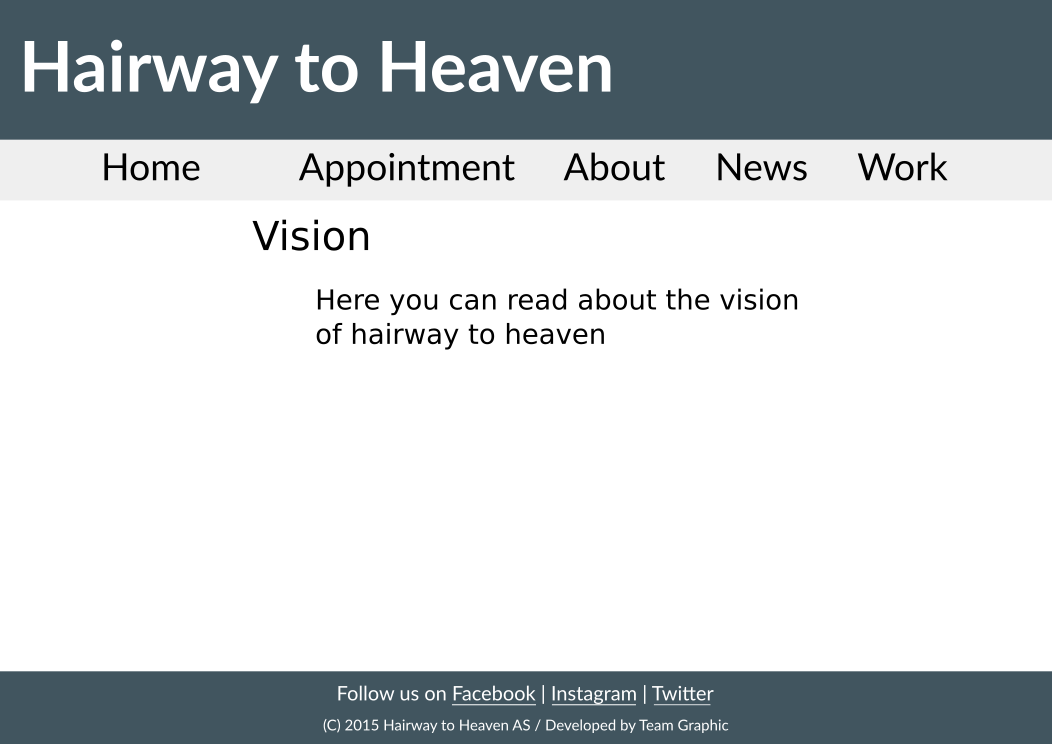 Hairway to Heaven
Home Appointment About News Work
Vision
Here you can read about the vision
of hairway to heaven
Follow us on Facebook | Instagram | Twitter
(C) 2015 Hairway to Heaven AS / Developed by Team Graphic